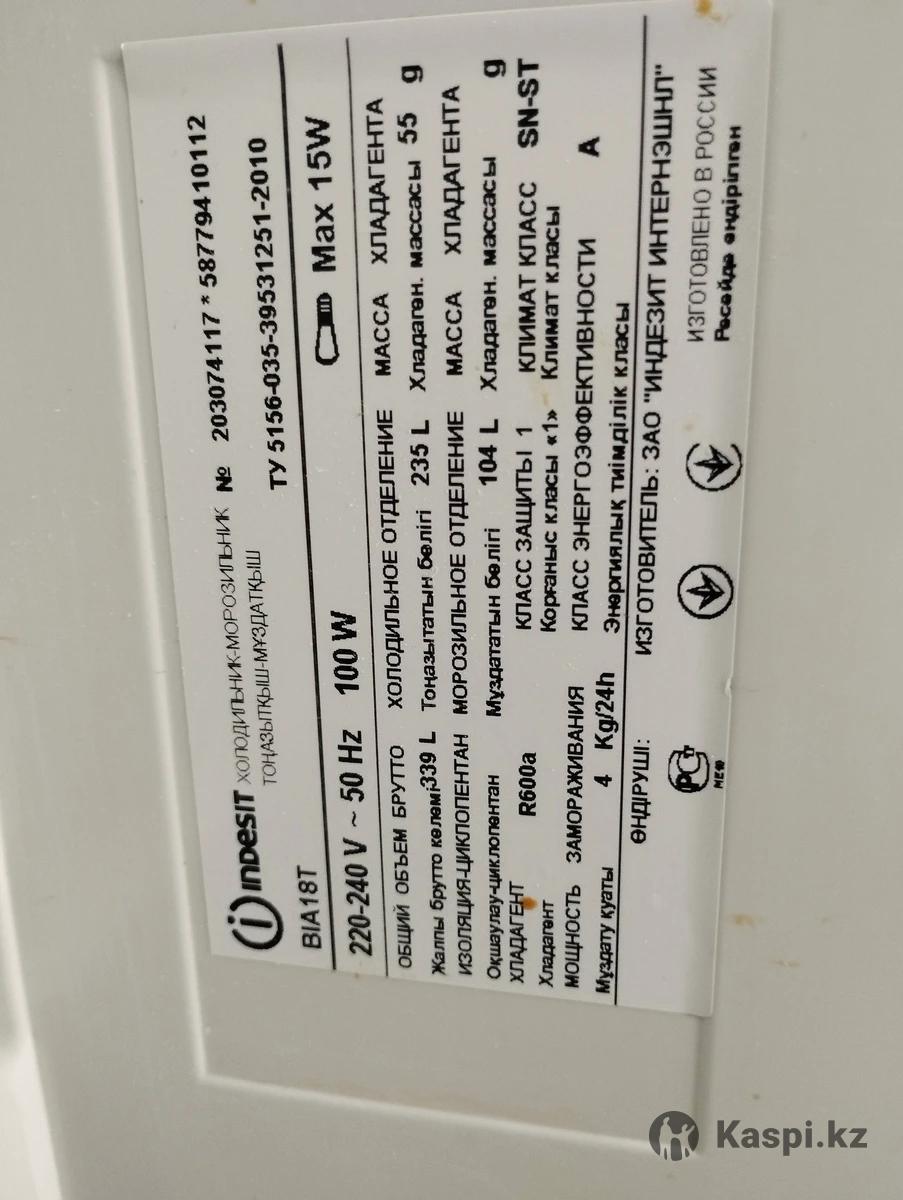 INDESIT ХОЛОДИЛЬНИК-МОРОЗИЛЬНИК № 203074117 * 58779410112
ТОҢАЗЫТҚЫШ-МҰЗДАТҚЫШ ТУ 5156-035-39531251-2010
BIA18T
220-240 V ~ 50 Hz 100 W Max 15W
ОБЩИЙ ОБЪЕМ БРУТТО ХОЛОДИЛЬНОЕ ОТДЕЛЕНИЕ МАССА ХЛАДАГЕНТА
Жалпы брутто көлемі 339 L Тоңазытатын бөлігі 235 L Хладаген. массасы 55 g
ИЗОЛЯЦИЯ-ЦИКЛОПЕНТАН МОРОЗИЛЬНОЕ ОТДЕЛЕНИЕ МАССА ХЛАДАГЕНТА
Оқшаулау-циклопентан Мұздататын бөлігі 104 L Хладаген. массасы g
ХЛАДАГЕНТ R600a КЛАСС ЗАЩИТЫ 1 КЛИМАТ КЛАСС SN-ST
Хладагент Корғаныс класы «1» Климат класы
МОЩНОСТЬ ЗАМОРАЖИВАНИЯ КЛАСС ЭНЕРГОЭФФЕКТИВНОСТИ A
Мұздату қуаты 4 Kg/24h Энергиялық тиімділік класы
ӨНДІРУШІ: ИЗГОТОВИТЕЛЬ: ЗАО "ИНДЕЗИТ ИНТЕРНЭШНЛ"
ИЗГОТОВЛЕНО В РОССИИ
Ресейде өндірілген
РСТ
ME10
Kaspi.kz